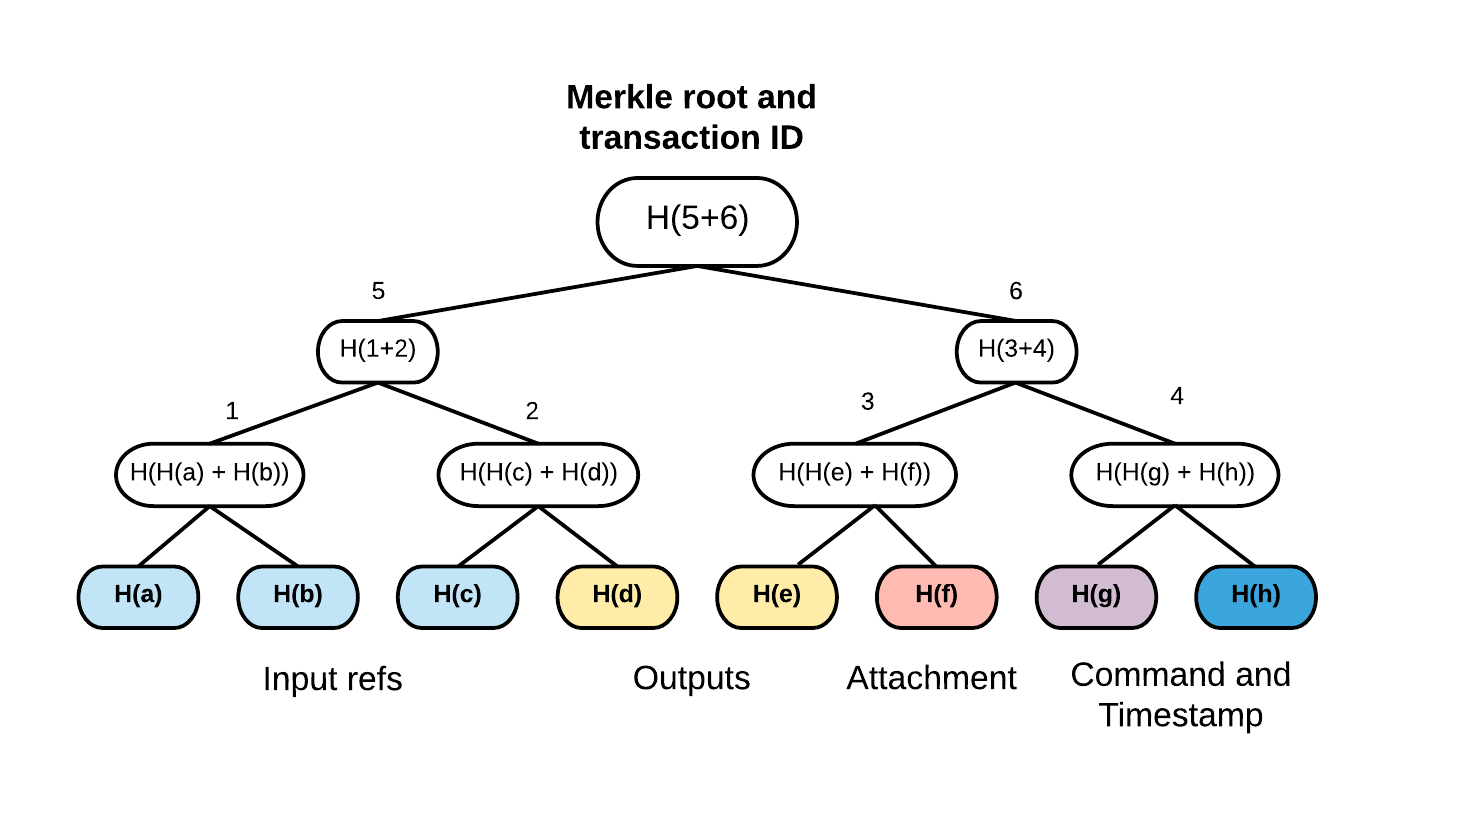 Merkle root and
transaction ID
H(5+6)
5
6
H(1+2)
H(3+4)
1
2
3
4
H(H(a) + H(b))
H(H(c) + H(d))
H(H(e) + H(f))
H(H(g) + H(h))
H(a)
H(b)
H(c)
H(d)
H(e)
H(f)
H(g)
H(h)
Input refs
Outputs
Attachment
Command and
Timestamp